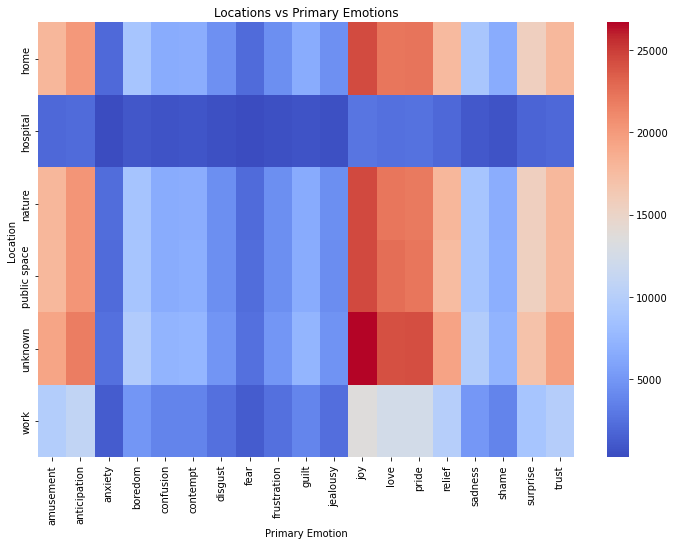 Locations vs Primary Emotions
home
hospital
nature
public space
unknown
work
Location
amusement
anticipation
anxiety
boredom
confusion
contempt
disgust
fear
frustration
guilt
jealousy
joy
love
pride
relief
sadness
shame
surprise
trust
Primary Emotion
25000
20000
15000
10000
5000